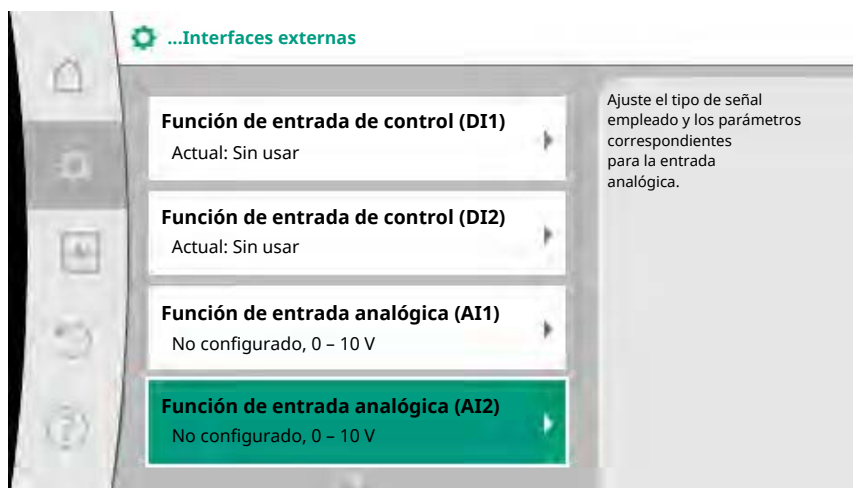 ...Interfaces externas
Función de entrada de control (DI1)
Actual: Sin usar
Función de entrada de control (DI2)
Actual: Sin usar
Función de entrada analógica (AI1)
No configurado, 0 – 10 V
Función de entrada analógica (AI2)
No configurado, 0 – 10 V
Ajuste el tipo de señal
empleado y los parámetros
correspondientes
para la entrada
analógica.